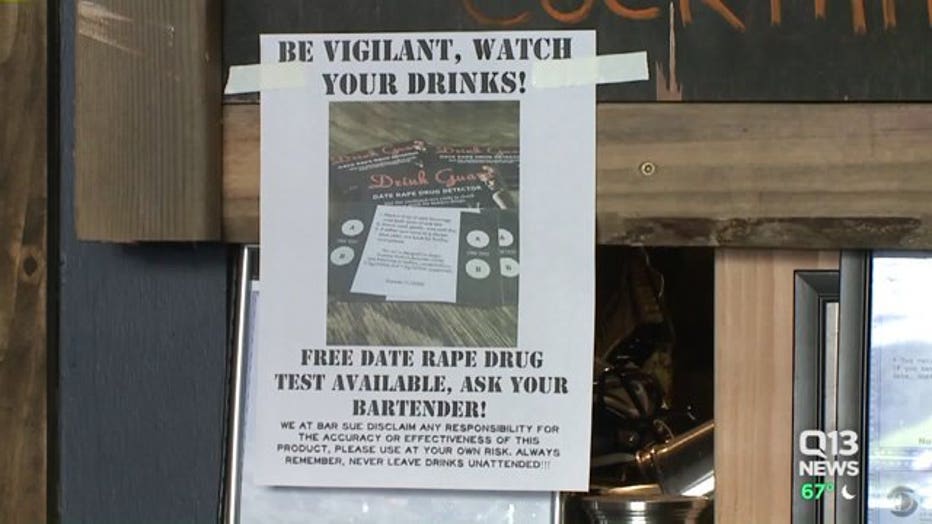 BE VIGILANT, WATCH
YOUR DRINKS!
Drink Guard
DATE RAPE DRUG DETECTOR
A
B
A
B
B
FREE DATE RAPE DRUG
TEST AVAILABLE, ASK YOUR
BARTENDER!
WE AT BAR SUE DISCLAIM ANY RESPONSIBILITY FOR
THE ACCURACY OR EFFECTIVENESS OF THIS
PRODUCT, PLEASE USE AT YOUR OWN RISK. ALWAYS
REMEMBER, NEVER LEAVE DRINKS UNATTENDED!!!
Q13
NEWS
67°